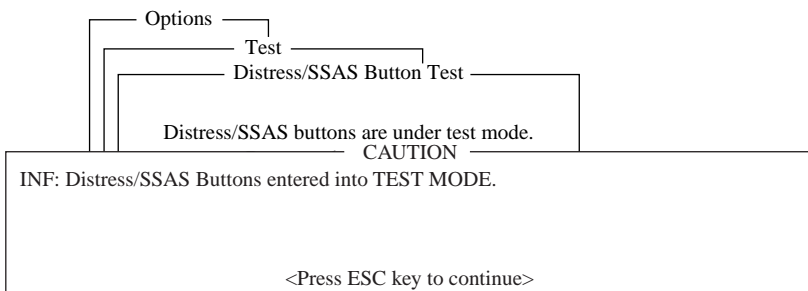 Options
Test
Distress/SSAS Button Test
Distress/SSAS buttons are under test mode.
CAUTION
INF: Distress/SSAS Buttons entered into TEST MODE.
<Press ESC key to continue>